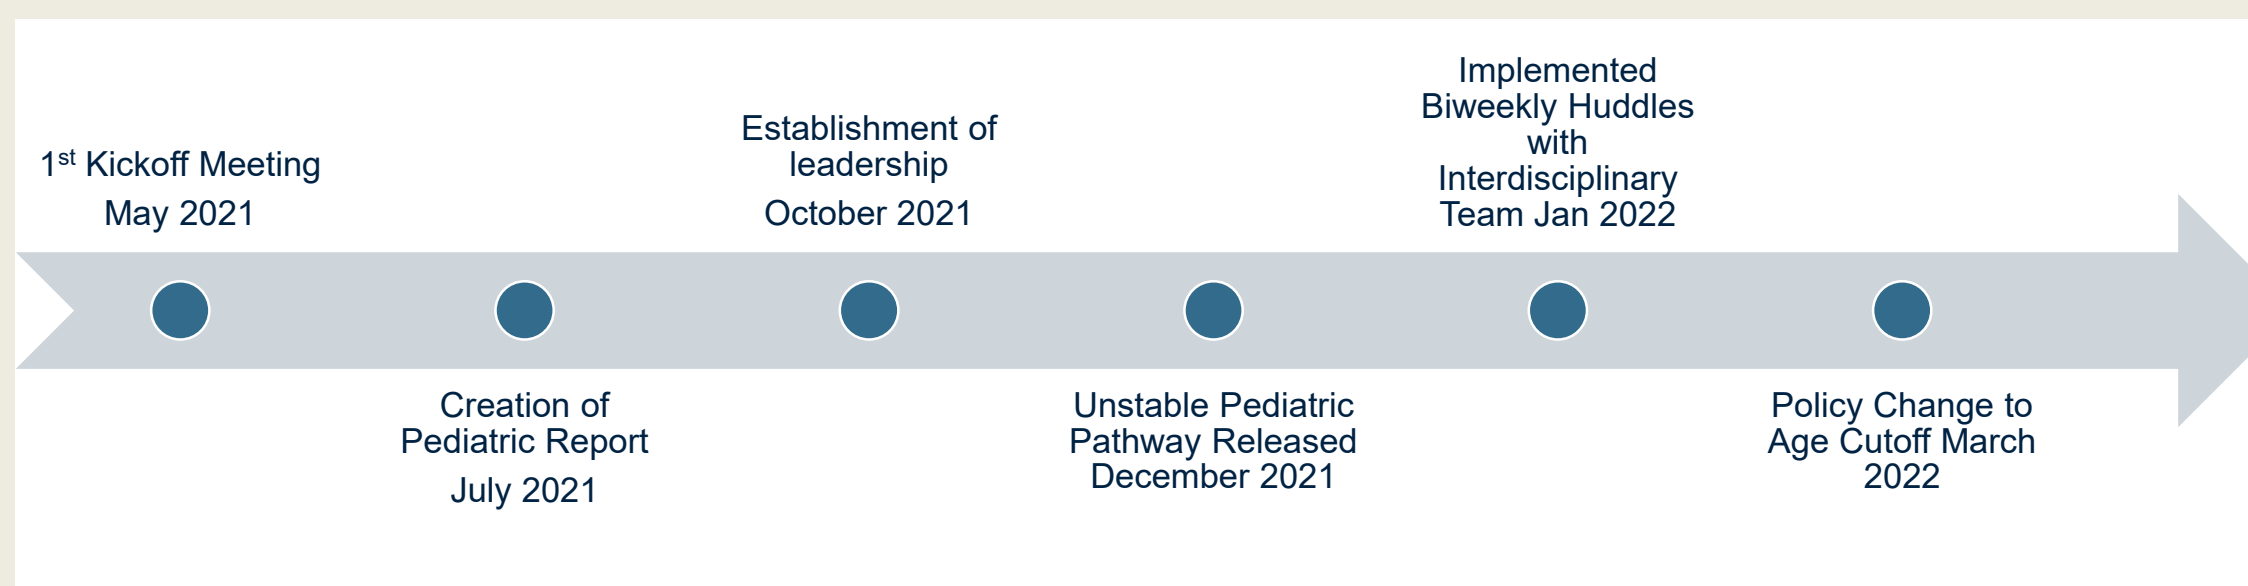 1st Kickoff Meeting
May 2021
Creation of
Pediatric Report
July 2021
Establishment of
leadership
October 2021
Unstable Pediatric
Pathway Released
December 2021
Implemented
Biweekly Huddles
with
Interdisciplinary
Team Jan 2022
Policy Change to
Age Cutoff March
2022